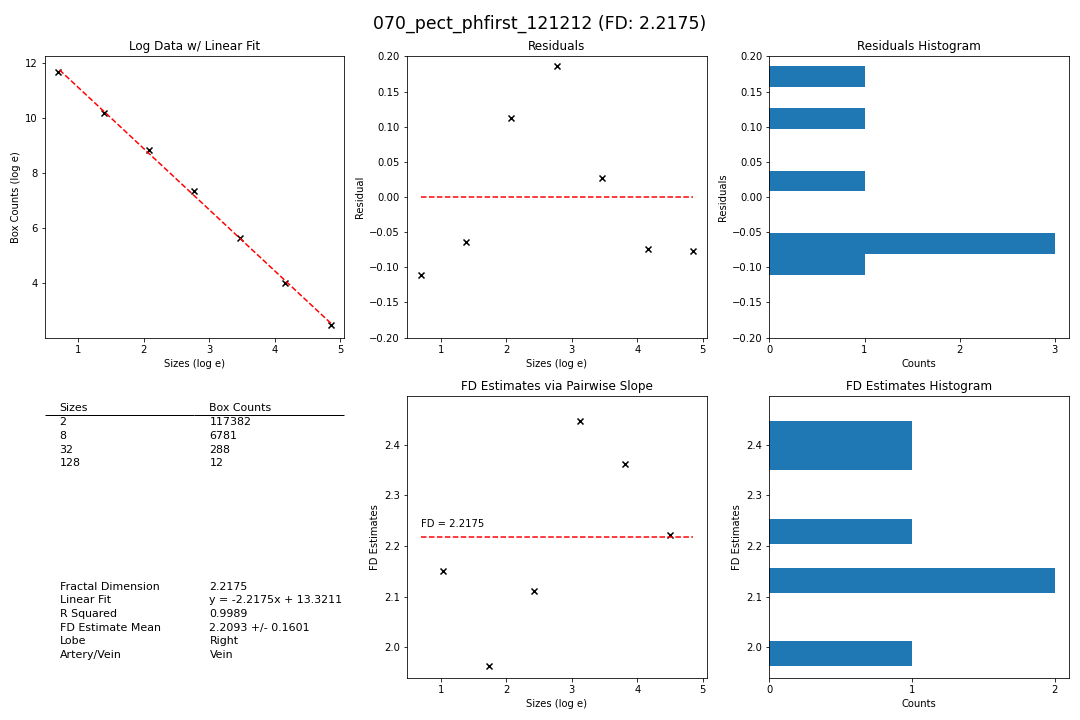 070_pect_phfirst_121212 (FD: 2.2175)
Log Data w/ Linear Fit
12
10
8
6
4
Box Counts (log e)
1 2 3 4 5
Sizes (log e)
Residuals
0.20
0.15
0.10
0.05
0.00
−0.05
−0.10
−0.15
−0.20
Residual
1 2 3 4 5
Sizes (log e)
Residuals Histogram
0.20
0.15
0.10
0.05
0.00
−0.05
−0.10
−0.15
−0.20
Residuals
0 1 2 3
Counts
Sizes Box Counts
2 117382
8 6781
32 288
128 12
Fractal Dimension 2.2175
Linear Fit y = -2.2175x + 13.3211
R Squared 0.9989
FD Estimate Mean 2.2093 +/- 0.1601
Lobe Right
Artery/Vein Vein
FD Estimates via Pairwise Slope
2.4
2.3
2.2
2.1
2.0
FD Estimates
FD = 2.2175
1 2 3 4 5
Sizes (log e)
FD Estimates Histogram
2.4
2.3
2.2
2.1
2.0
FD Estimates
0 1 2
Counts